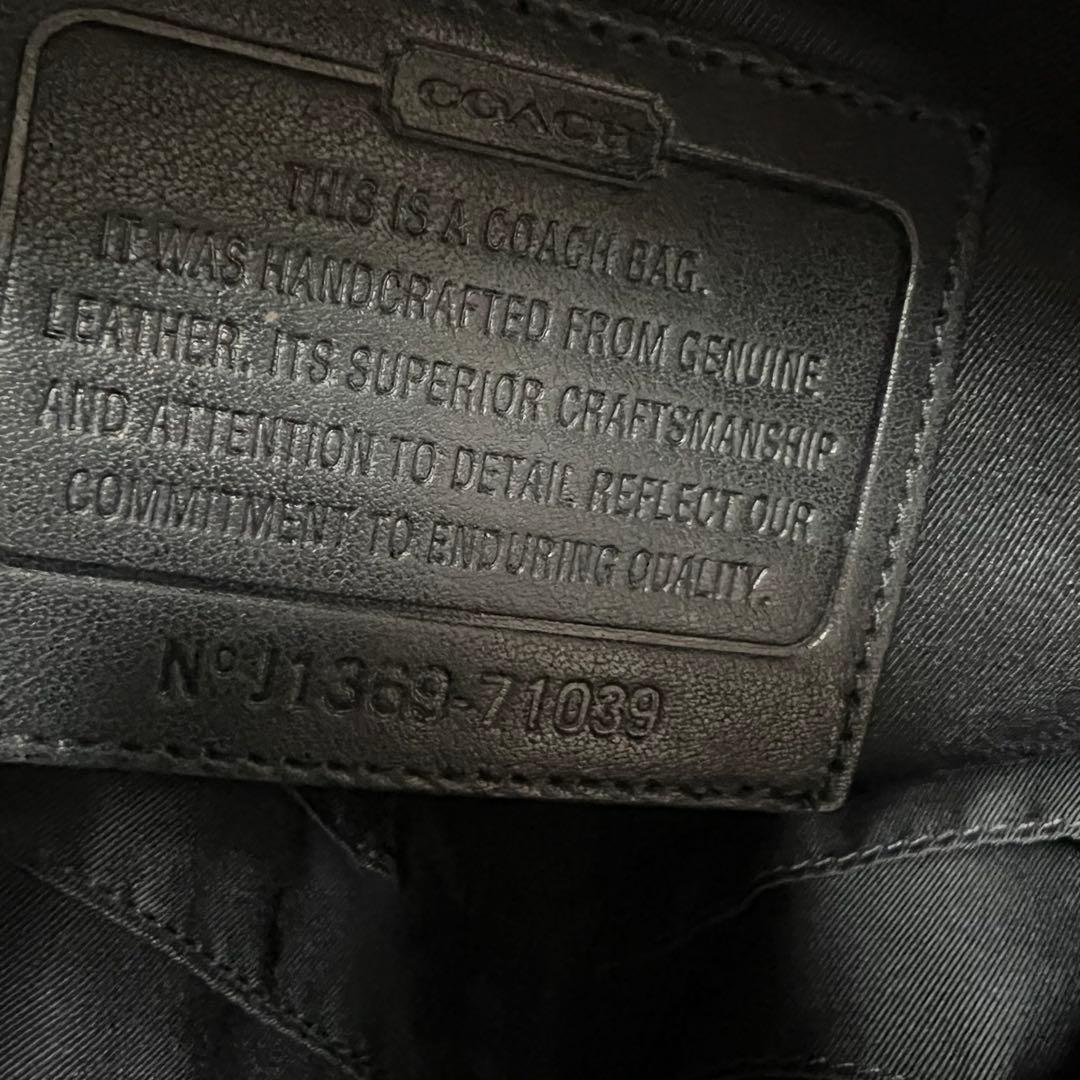 COACH
THIS IS A COACH BAG.
IT WAS HANDCRAFTED FROM GENUINE
LEATHER. ITS SUPERIOR CRAFTSMANSHIP
AND ATTENTION TO DETAIL REFLECT OUR
COMMITMENT TO ENDURING QUALITY.
Nº J1369-71039